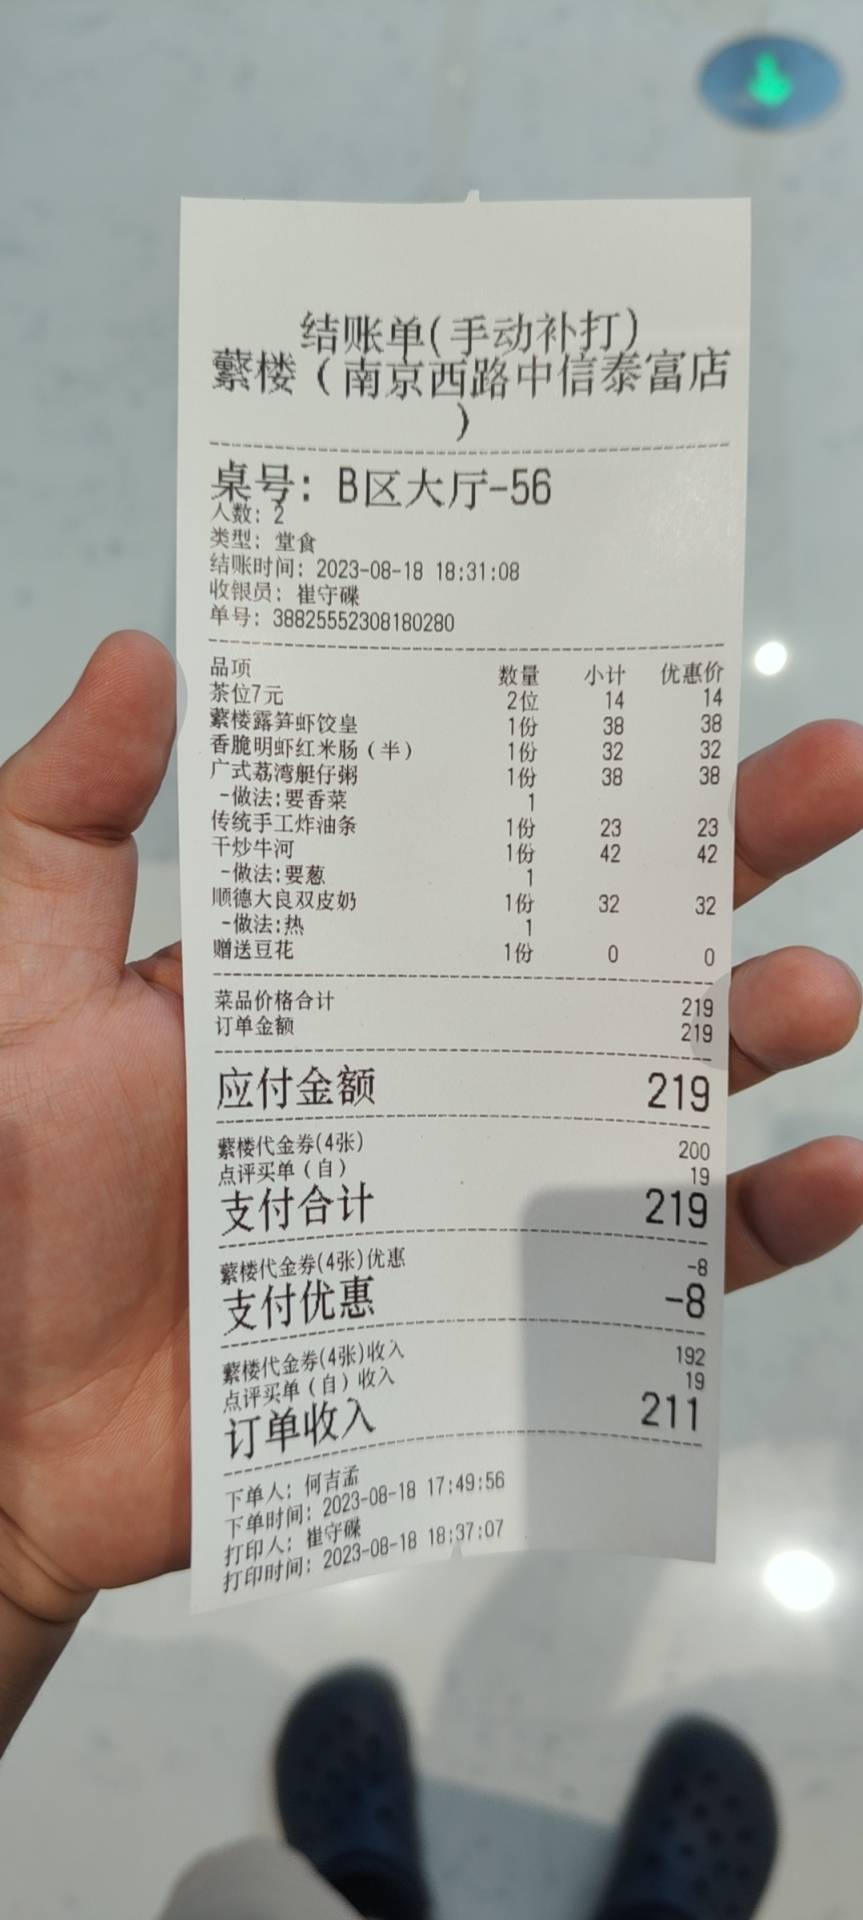 结账单(手动补打)
蘩楼（南京西路中信泰富店
）
桌号: B区大厅-56
人数: 2
类型: 堂食
结账时间: 2023-08-18 18:31:08
收银员: 崔守碟
单号: 38825552308180280
品项 数量 小计 优惠价
茶位7元 2位 14 14
蘩楼露笋虾饺皇 1份 38 38
香脆明虾红米肠（半） 1份 32 32
广式荔湾艇仔粥 1份 38 38
-做法:要香菜 1
传统手工炸油条 1份 23 23
干炒牛河 1份 42 42
-做法:要葱 1
顺德大良双皮奶 1份 32 32
-做法:热 1
赠送豆花 1份 0 0
菜品价格合计 219
订单金额 219
应付金额 219
蘩楼代金券(4张) 200
点评买单（自） 19
支付合计 219
蘩楼代金券(4张)优惠 -8
支付优惠 -8
蘩楼代金券(4张)收入 192
点评买单（自）收入 19
订单收入 211
下单人: 何吉孟
下单时间: 2023-08-18 17:49:56
打印人: 崔守碟
打印时间: 2023-08-18 18:37:07